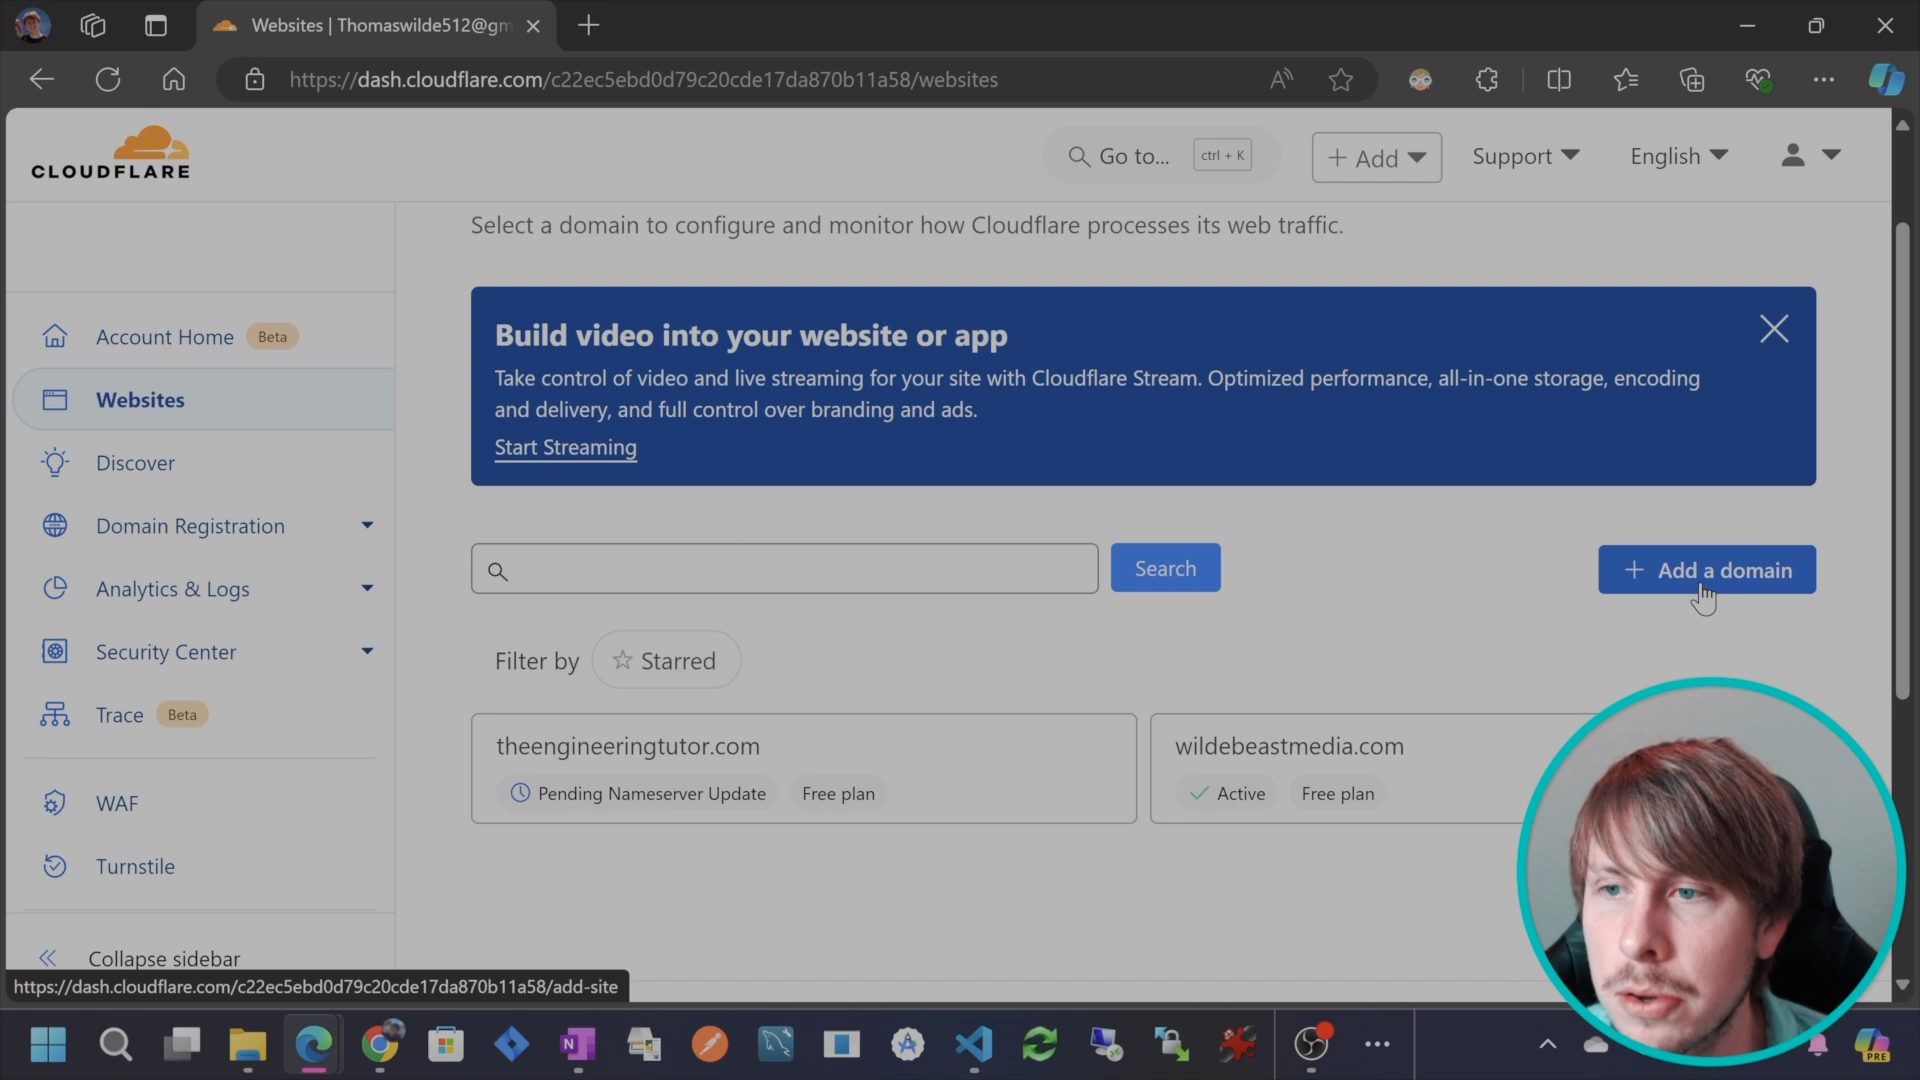 Websites | Thomaswilde512@gm
https://dash.cloudflare.com/c22ec5ebd0d79c20cde17da870b11a58/websites
CLOUDFLARE
Go to...
ctrl + K
+ Add
Support
English
Select a domain to configure and monitor how Cloudflare processes its web traffic.
Account Home
Beta
Websites
Discover
Domain Registration
Analytics & Logs
Security Center
Trace
Beta
WAF
Turnstile
Collapse sidebar
Build video into your website or app
Take control of video and live streaming for your site with Cloudflare Stream. Optimized performance, all-in-one storage, encoding
and delivery, and full control over branding and ads.
Start Streaming
Search
+ Add a domain
Filter by
Starred
theengineeringtutor.com
Pending Nameserver Update
Free plan
wildebeastmedia.com
Active
Free plan
https://dash.cloudflare.com/c22ec5ebd0d79c20cde17da870b11a58/add-site
N
PRE